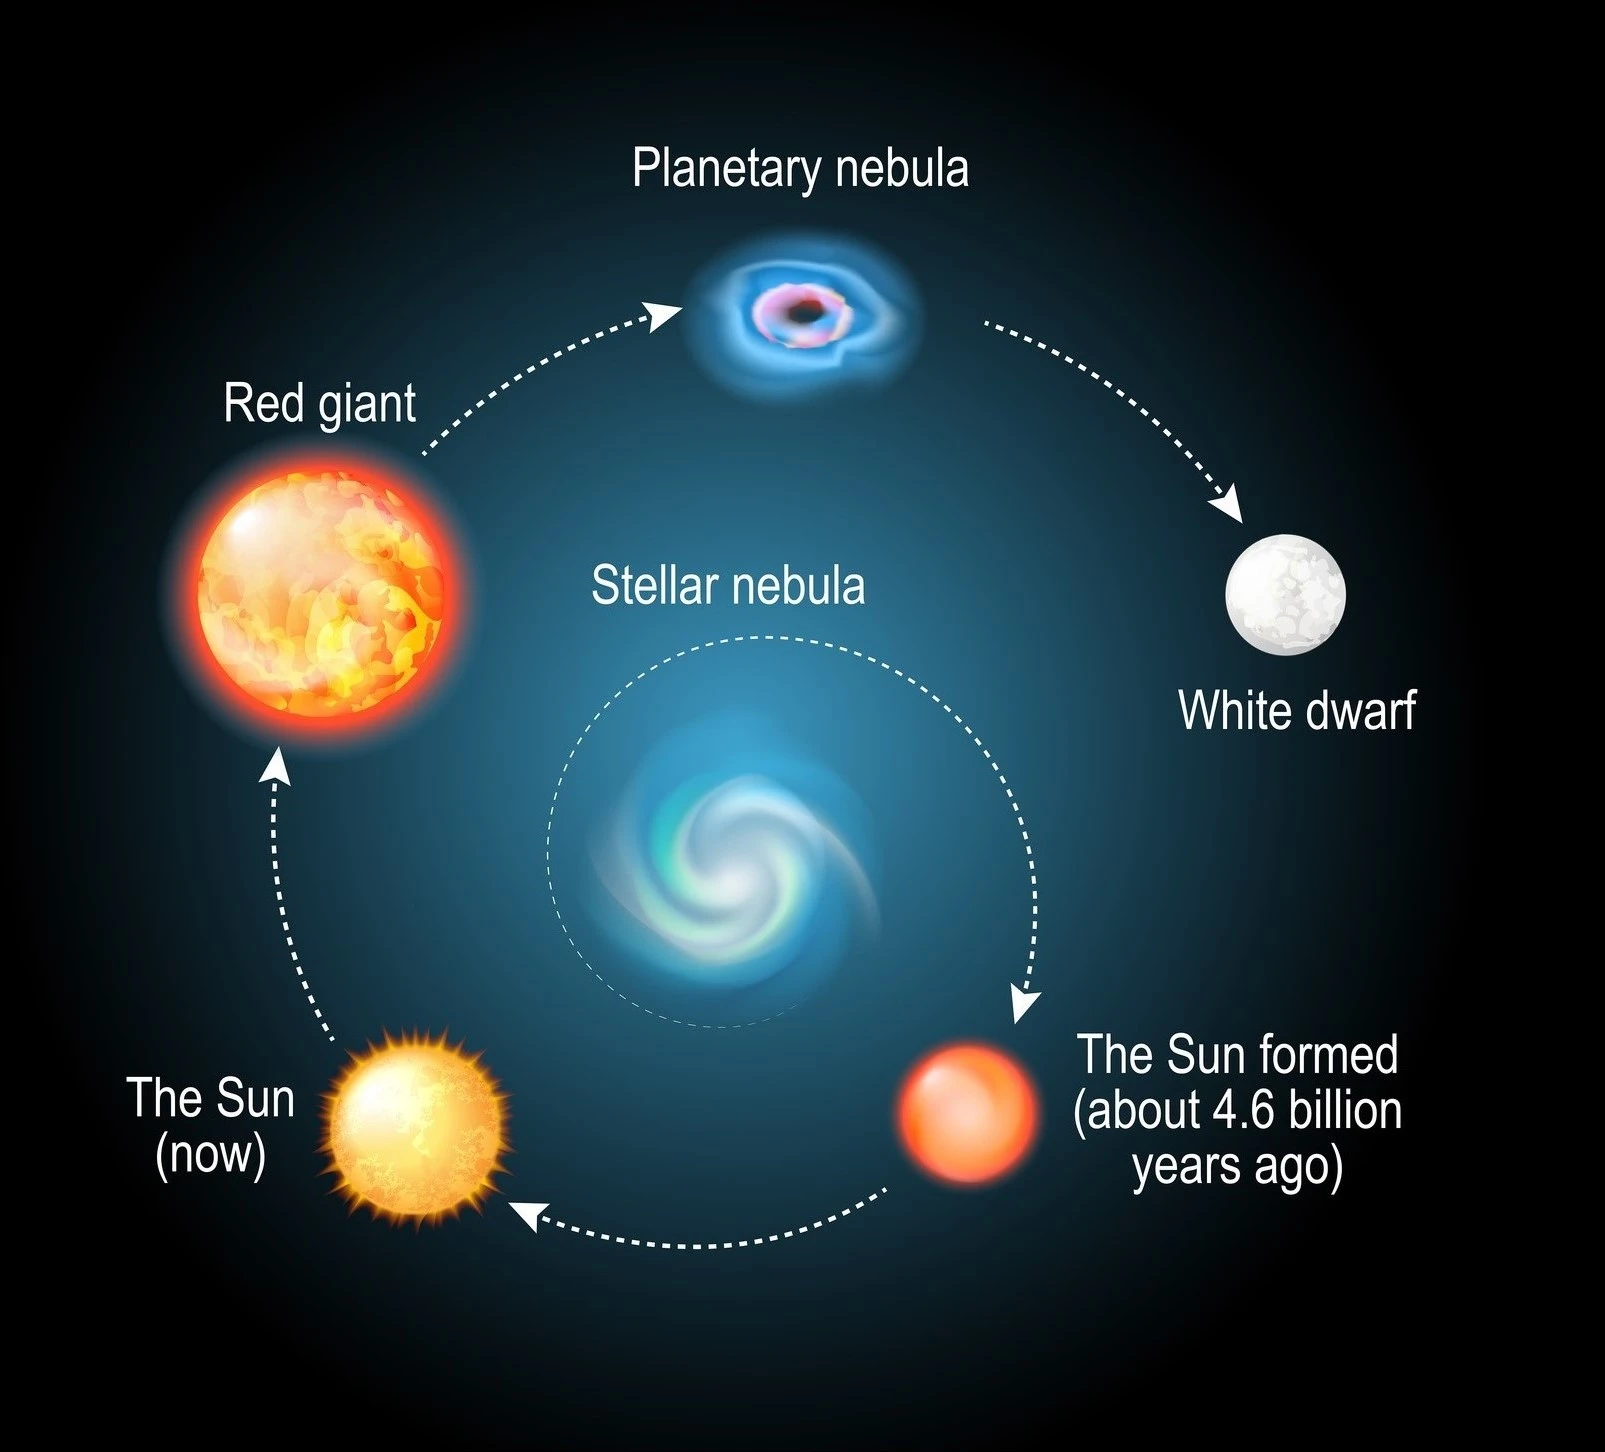 Planetary nebula
Red giant
Stellar nebula
White dwarf
The Sun formed
(about 4.6 billion
years ago)
The Sun
(now)